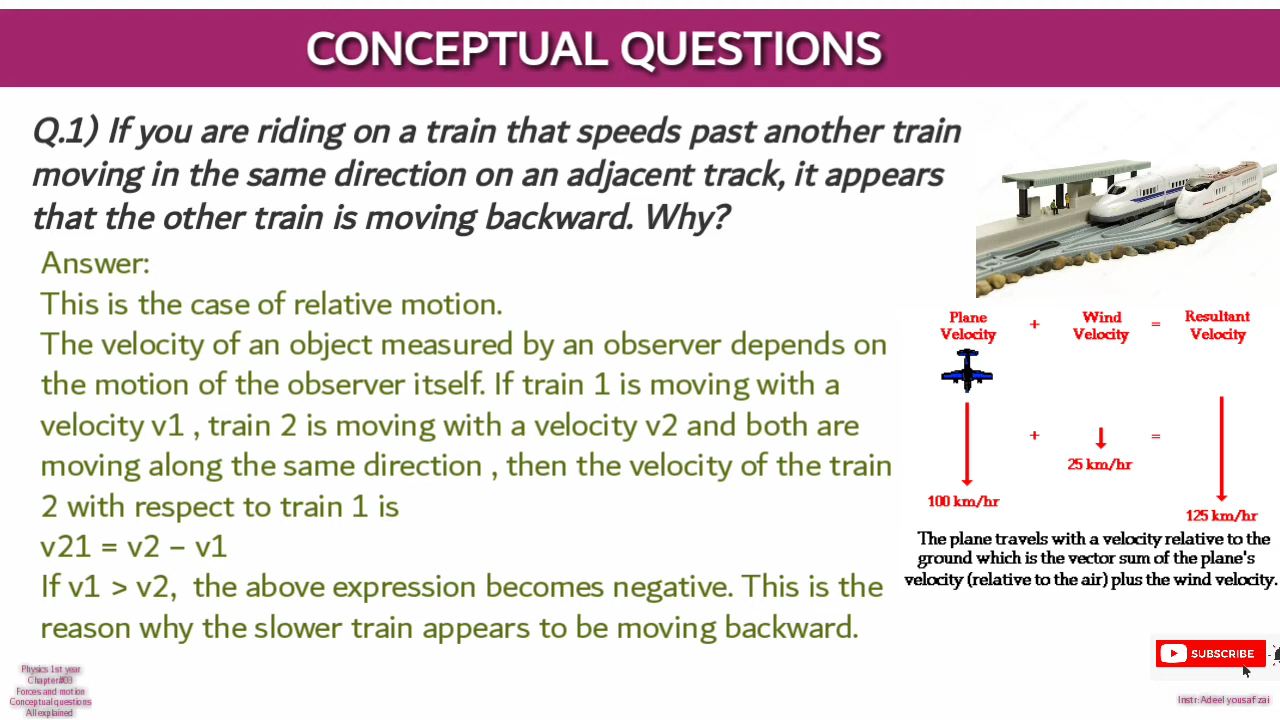 CONCEPTUAL QUESTIONS
Q.1) If you are riding on a train that speeds past another train
moving in the same direction on an adjacent track, it appears
that the other train is moving backward. Why?
Answer:
This is the case of relative motion.
The velocity of an object measured by an observer depends on
the motion of the observer itself. If train 1 is moving with a
velocity v1 , train 2 is moving with a velocity v2 and both are
moving along the same direction , then the velocity of the train
2 with respect to train 1 is
v21 = v2 – v1
If v1 > v2,  the above expression becomes negative. This is the
reason why the slower train appears to be moving backward.
Plane Velocity + Wind Velocity = Resultant Velocity
+ =
25 km/hr
100 km/hr
125 km/hr
The plane travels with a velocity relative to the
ground which is the vector sum of the plane's
velocity (relative to the air) plus the wind velocity.
SUBSCRIBE
Physics 1st year
Chapter#03
Forces and motion
Conceptual questions
All explained
Instr: Adeel yousafzai